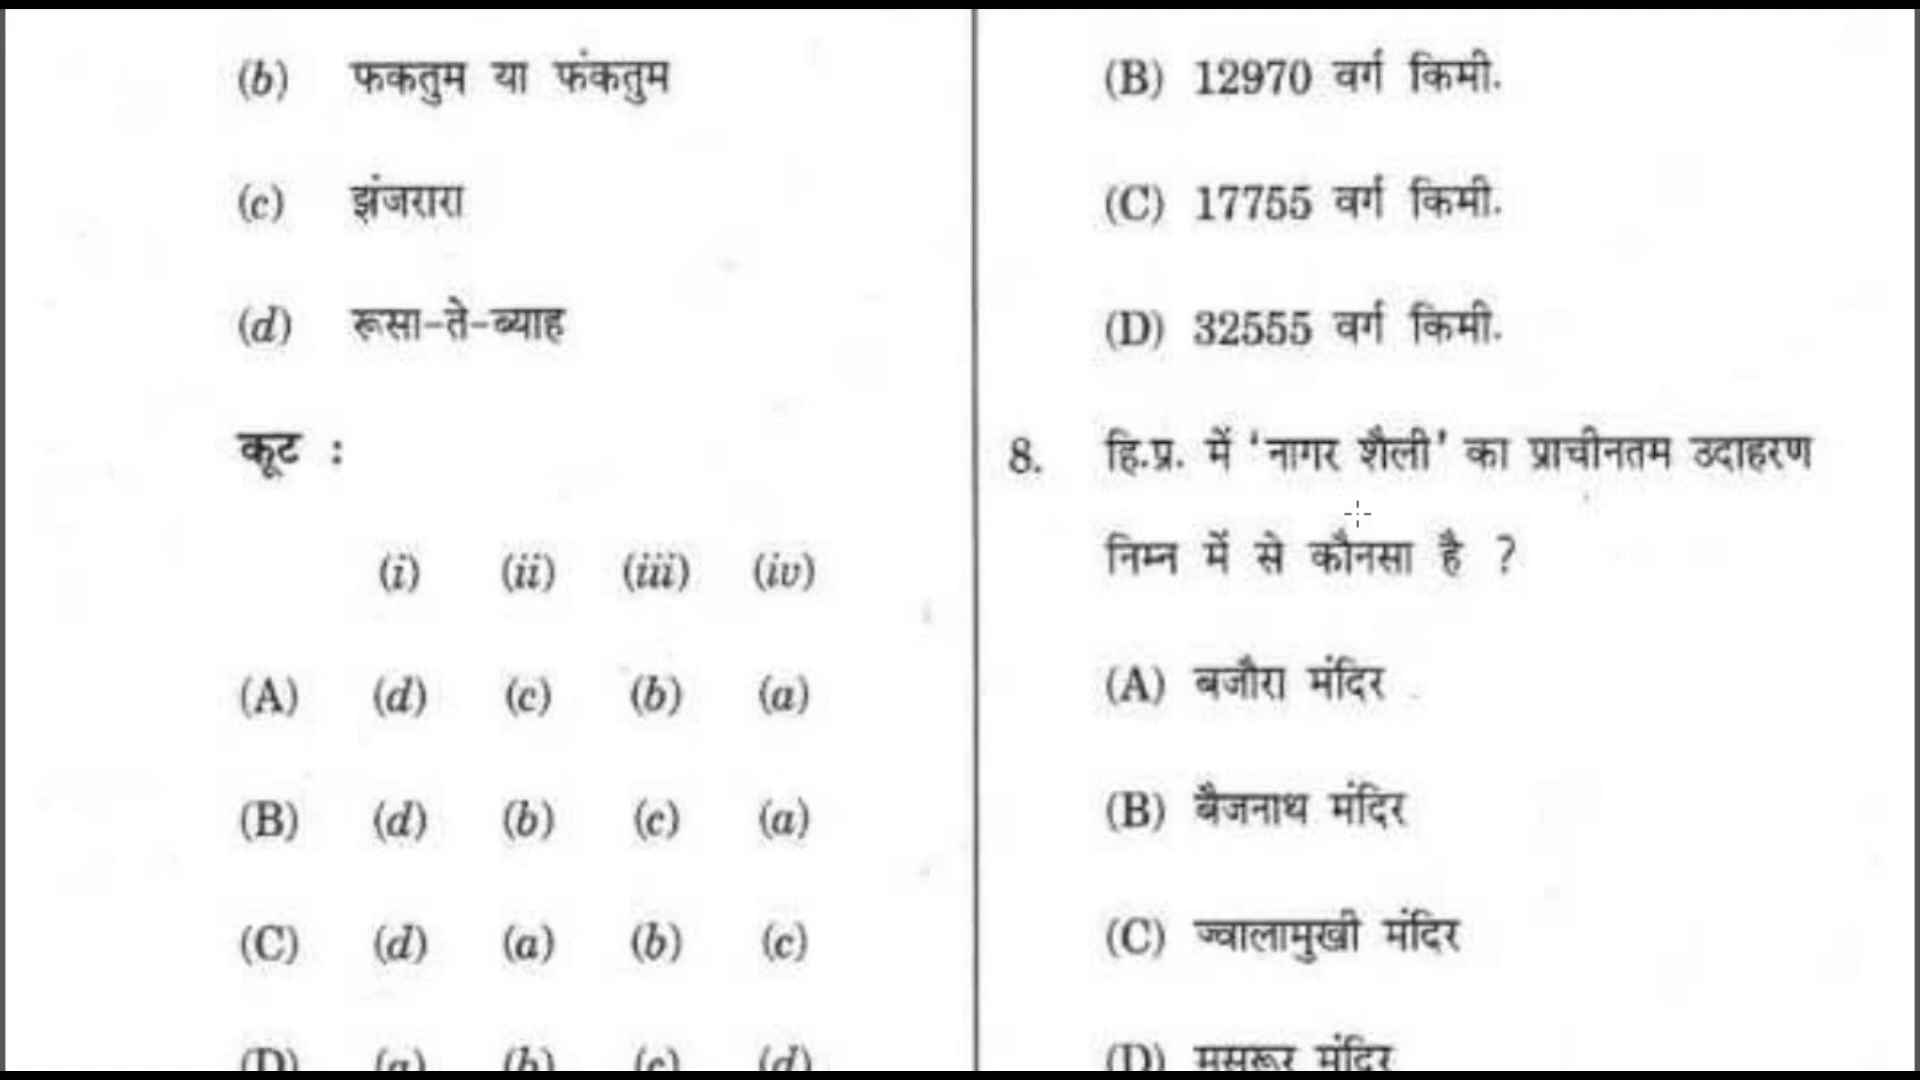 (b) फकतुम या फंकतुम
(c) झंजरारा
(d) रूसा-ते-ब्याह
कूट :
(i) (ii) (iii) (iv)
(A) (d) (c) (b) (a)
(B) (d) (b) (c) (a)
(C) (d) (a) (b) (c)
(D) (a) (b) (c) (d)
(B) 12970 वर्ग किमी.
(C) 17755 वर्ग किमी.
(D) 32555 वर्ग किमी.
8. हि.प्र. में 'नागर शैली' का प्राचीनतम उदाहरण
निम्न में से कौनसा है ?
(A) बजौरा मंदिर
(B) बैजनाथ मंदिर
(C) ज्वालामुखी मंदिर
(D) मसरूर मंदिर